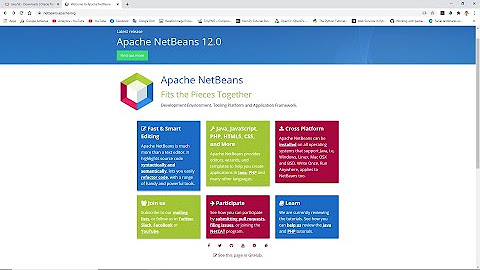 Welcome to Apache NetBeans
netbeans.apache.org
Latest release
Apache NetBeans 12.0
Find out more
Apache NetBeans
Fits the Pieces Together
Development Environment, Tooling Platform and Application Framework.
Fast & Smart
Editing
Apache NetBeans is much
more than a text editor. It
highlights source code
syntactically and
semantically, lets you easily
refactor code, with a range
of handy and powerful tools.
Java, JavaScript,
PHP, HTML5, CSS,
and More
Apache NetBeans provides
editors, wizards, and
templates to help you create
applications in Java, PHP and
many other languages.
Cross Platform
Apache NetBeans can be
installed on all operating
systems that support Java, i.e,
Windows, Linux, Mac OSX
and BSD. Write Once, Run
Anywhere, applies to
NetBeans too.
Join us
Subscribe to our mailing
lists, or follow us in Twitter,
Slack, Facebook or
YouTube.
Participate
See how you can participate
by submitting pull requests,
filing issues, or joining the
NetCAT program.
Learn
We are currently reviewing
the tutorials. See how you
can help us review the Java
and PHP tutorials.
See this page in GitHub.